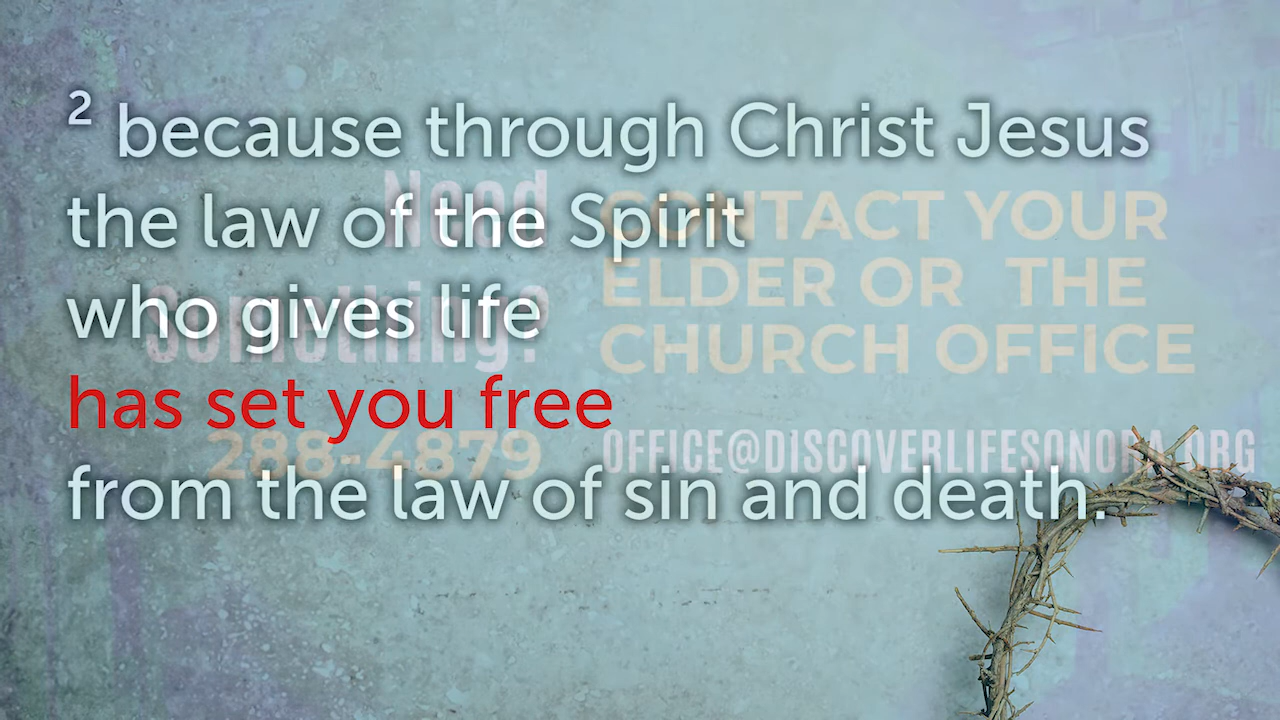 ² because through Christ Jesus
the law of the Spirit
who gives life
has set you free
from the law of sin and death.
Need
Something?
288-4879
CONTACT YOUR
ELDER OR THE
CHURCH OFFICE
OFFICE@DISCOVERLIFESONORA.ORG